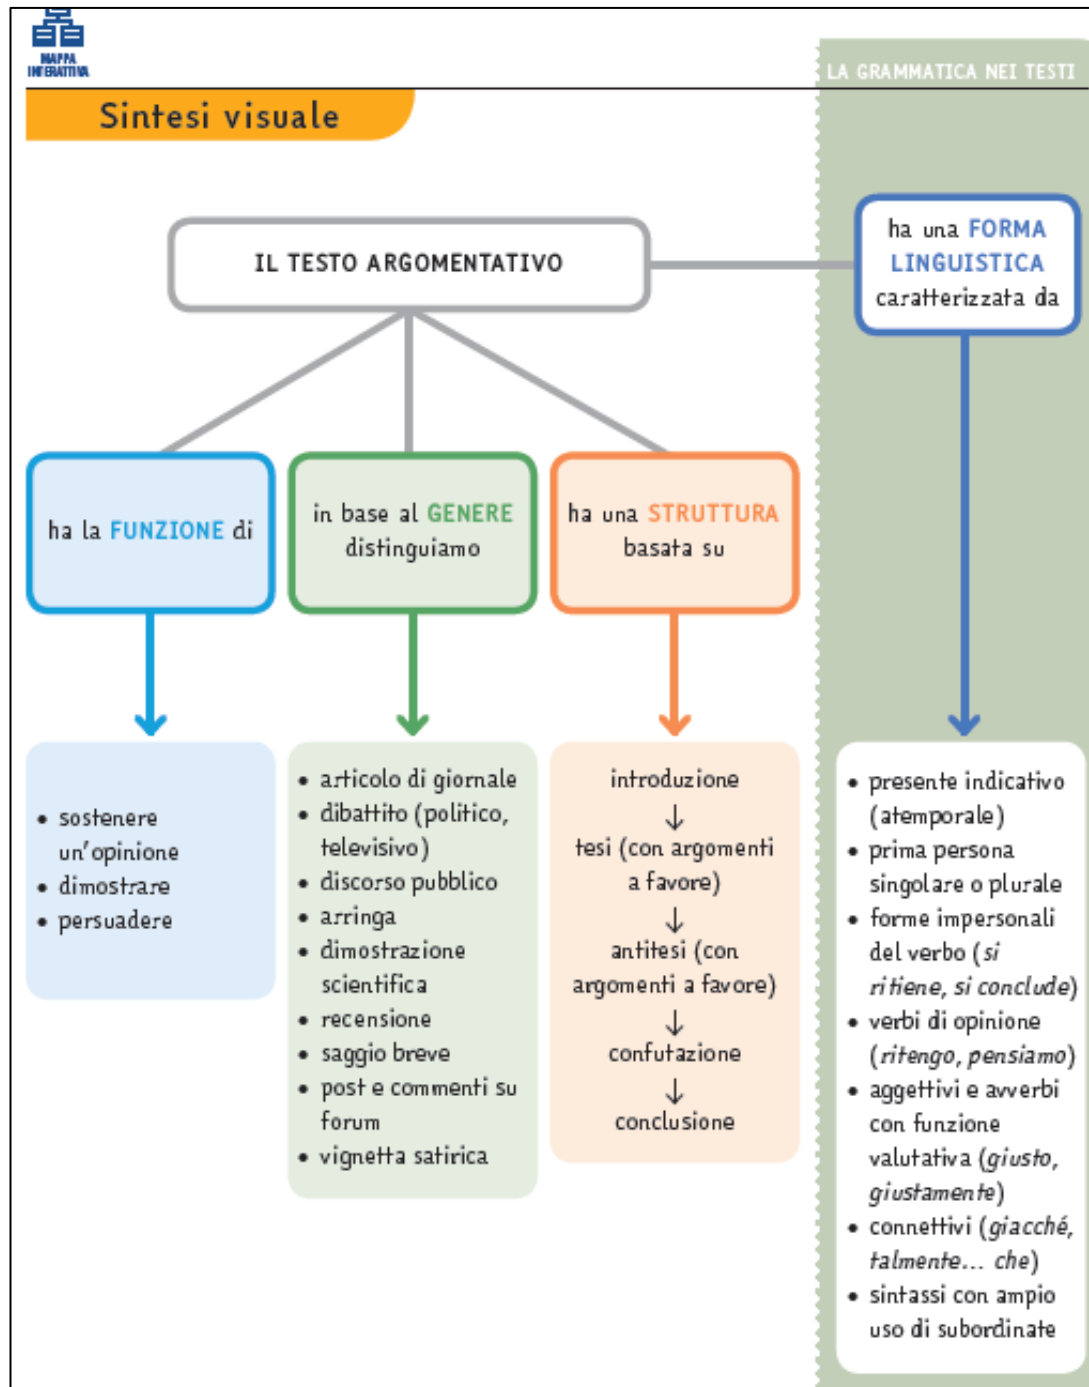 MAPPA
INTERATTIVA
LA GRAMMATICA NEI TESTI
Sintesi visuale
IL TESTO ARGOMENTATIVO
ha una FORMA
LINGUISTICA
caratterizzata da
ha la FUNZIONE di
in base al GENERE
distinguiamo
ha una STRUTTURA
basata su
• sostenere
un'opinione
• dimostrare
• persuadere
• articolo di giornale
• dibattito (politico,
televisivo)
• discorso pubblico
• arringa
• dimostrazione
scientifica
• recensione
• saggio breve
• post e commenti su
forum
• vignetta satirica
introduzione
↓
tesi (con argomenti
a favore)
↓
antitesi (con
argomenti a favore)
↓
confutazione
↓
conclusione
• presente indicativo
(atemporale)
• prima persona
singolare o plurale
• forme impersonali
del verbo (si
ritiene, si conclude)
• verbi di opinione
(ritengo, pensiamo)
• aggettivi e avverbi
con funzione
valutativa (giusto,
giustamente)
• connettivi (giacché,
talmente... che)
• sintassi con ampio
uso di subordinate